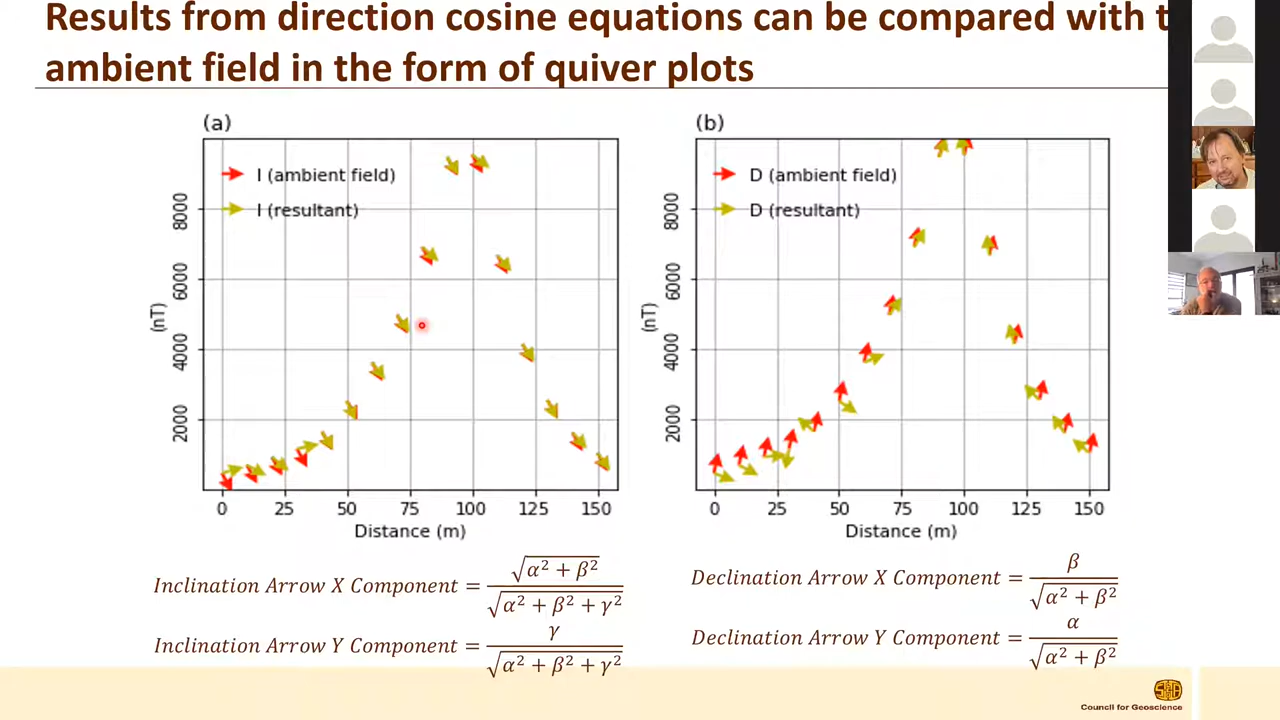 Results from direction cosine equations can be compared with t
ambient field in the form of quiver plots
(a)
I (ambient field)
I (resultant)
8000
6000
4000
2000
(nT)
0 25 50 75 100 125 150
Distance (m)
(b)
D (ambient field)
D (resultant)
8000
6000
4000
2000
(nT)
0 25 50 75 100 125 150
Distance (m)
Inclination Arrow X Component = √(α² + β²) / √(α² + β² + γ²)
Inclination Arrow Y Component = γ / √(α² + β² + γ²)
Declination Arrow X Component = β / √(α² + β²)
Declination Arrow Y Component = α / √(α² + β²)
Council for Geoscience